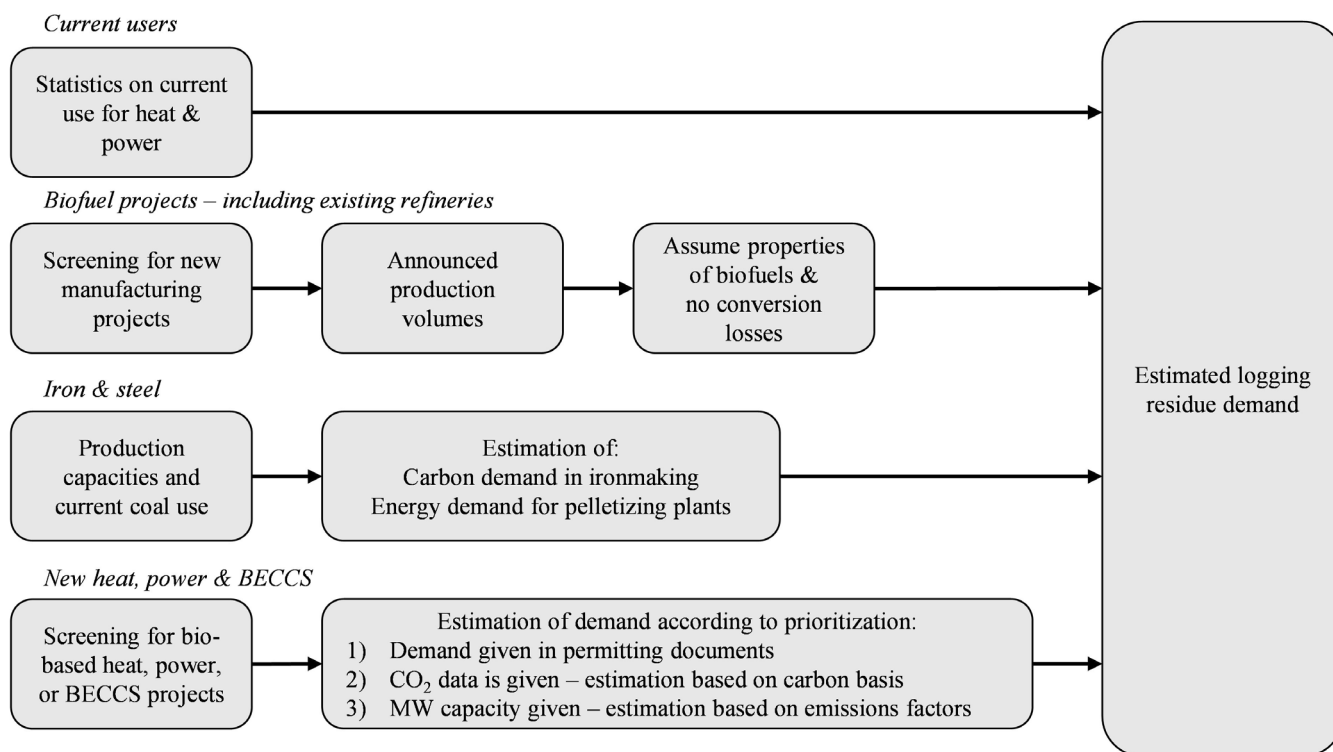 Current users
Statistics on current
use for heat &
power
Biofuel projects – including existing refineries
Screening for new
manufacturing
projects
Announced
production
volumes
Assume properties
of biofuels &
no conversion
losses
Iron & steel
Production
capacities and
current coal use
Estimation of:
Carbon demand in ironmaking
Energy demand for pelletizing plants
New heat, power & BECCS
Screening for bio-
based heat, power,
or BECCS projects
Estimation of demand according to prioritization:
1) Demand given in permitting documents
2) CO₂ data is given – estimation based on carbon basis
3) MW capacity given – estimation based on emissions factors
Estimated logging
residue demand